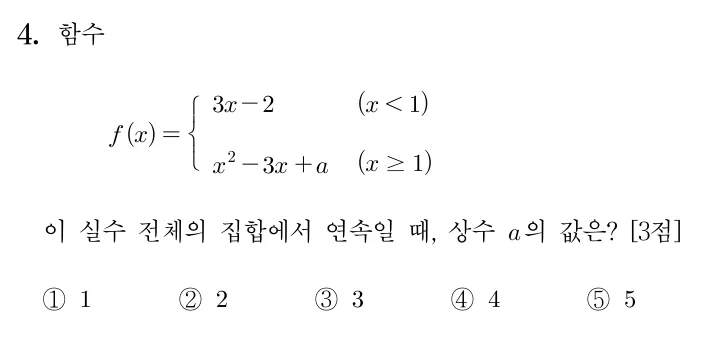 4. 함수
f(x) = { 3x-2 (x < 1)
x²-3x+a (x ≥ 1)
이 실수 전체의 집합에서 연속일 때, 상수 a의 값은? [3점]
① 1 ② 2 ③ 3 ④ 4 ⑤ 5